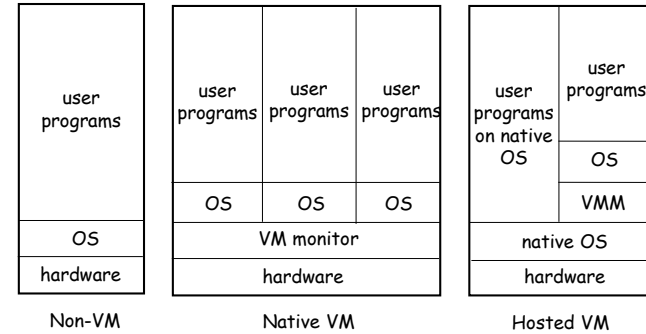 user
programs
OS
hardware
Non-VM
user
programs
user
programs
user
programs
OS
OS
OS
VM monitor
hardware
Native VM
user
programs
on native
OS
user
programs
OS
VMM
native OS
hardware
Hosted VM